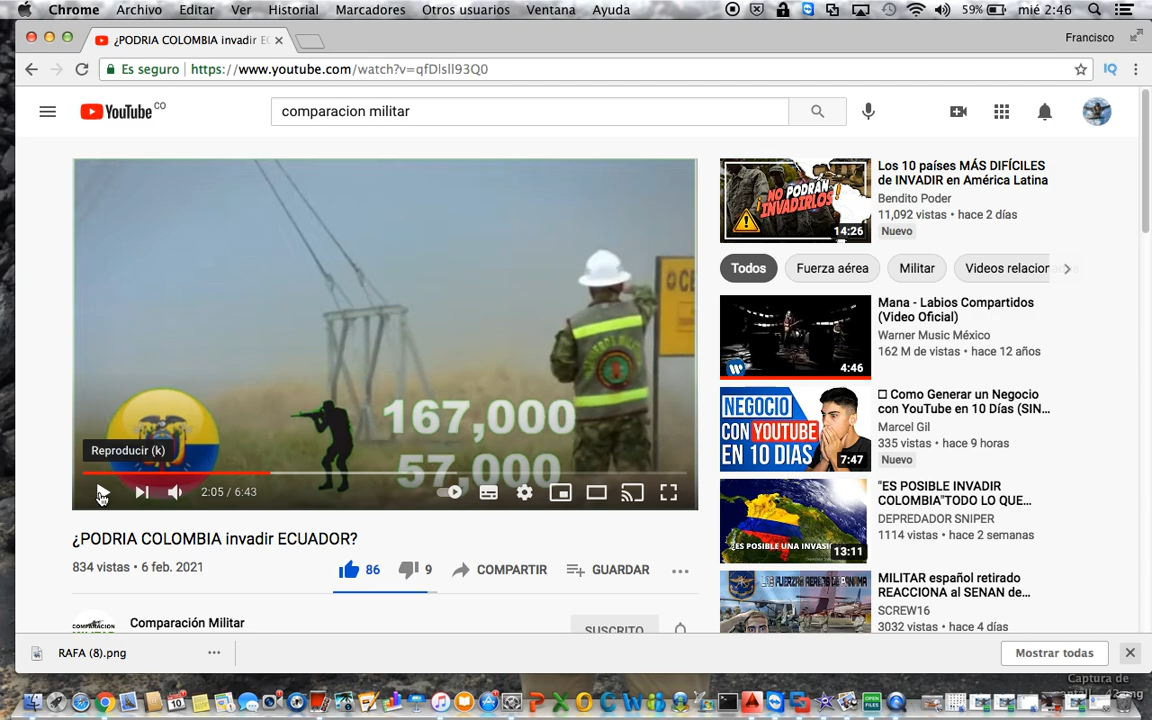 Chrome Archivo Editar Ver Historial Marcadores Otros usuarios Ventana Ayuda 59% mié 2:46
¿PODRIA COLOMBIA invadir EC
Francisco
Es seguro https://www.youtube.com/watch?v=qfDlsll93Q0
YouTube CO
comparacion militar
167,000
57,000
Reproducir (k)
2:05 / 6:43
¿PODRIA COLOMBIA invadir ECUADOR?
834 vistas • 6 feb. 2021
86 9 COMPARTIR GUARDAR
Comparación Militar
SUSCRITO
¡NO PODRÁN
INVADIRLOS!
14:26
Los 10 países MÁS DIFÍCILES
de INVADIR en América Latina
Bendito Poder
11,092 vistas • hace 2 días
Nuevo
Todos Fuerza aérea Militar Videos relacior
4:46
Mana - Labios Compartidos
(Video Oficial)
Warner Music México
162 M de vistas • hace 12 años
NEGOCIO
CON YOUTUBE
EN 10 DIAS
7:47
Como Generar un Negocio
con YouTube en 10 Días (SIN...
Marcel Gil
335 vistas • hace 9 horas
Nuevo
¿ES POSIBLE UNA INVAS
13:11
"ES POSIBLE INVADIR
COLOMBIA"TODO LO QUE...
DEPREDADOR SNIPER
1114 vistas • hace 2 semanas
MILITAR español retirado
REACCIONA al SENAN de...
SCREW16
3032 vistas • hace 4 días
RAFA (8).png
Mostrar todas
Captura de